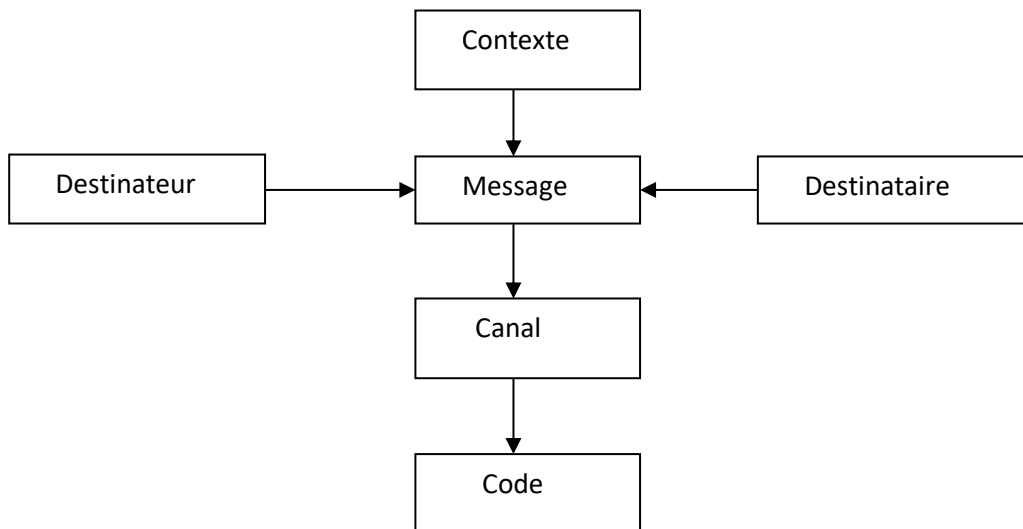 Contexte
Destinateur
Message
Destinataire
Canal
Code